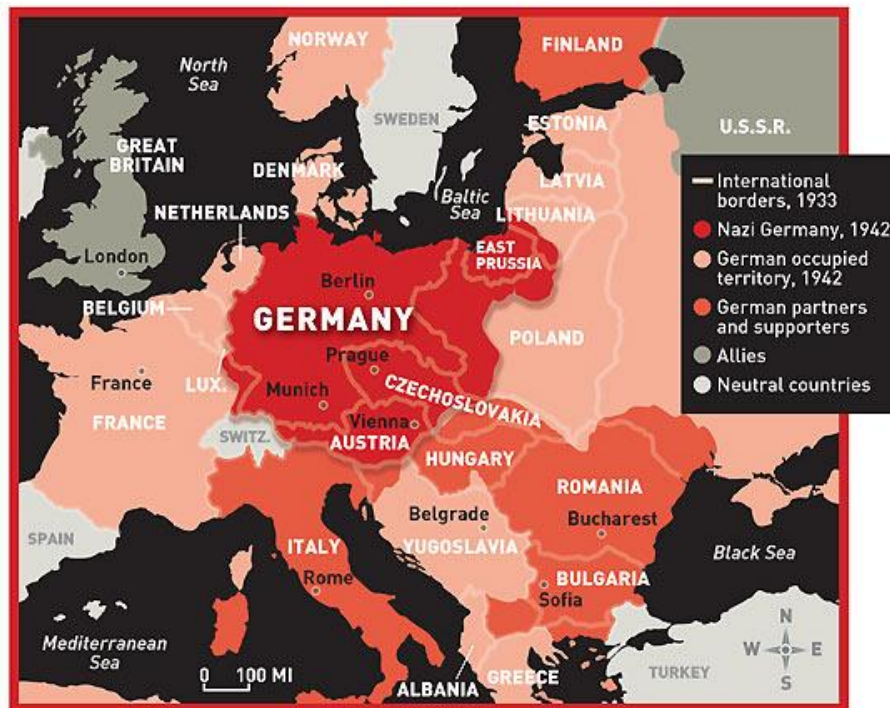 NORWAY
FINLAND
North
Sea
SWEDEN
ESTONIA
U.S.S.R.
GREAT
BRITAIN
DENMARK
LATVIA
Baltic
Sea
LITHUANIA
NETHERLANDS
EAST
PRUSSIA
London
Berlin
BELGIUM
GERMANY
POLAND
Prague
France
LUX.
Munich
CZECHOSLOVAKIA
FRANCE
Vienna
SWITZ.
AUSTRIA
HUNGARY
ROMANIA
Belgrade
Bucharest
SPAIN
ITALY
YUGOSLAVIA
Black Sea
Rome
BULGARIA
Sofia
Mediterranean
Sea
0 100 MI
ALBANIA
GREECE
TURKEY
N
W E
S
International
borders, 1933
Nazi Germany, 1942
German occupied
territory, 1942
German partners
and supporters
Allies
Neutral countries